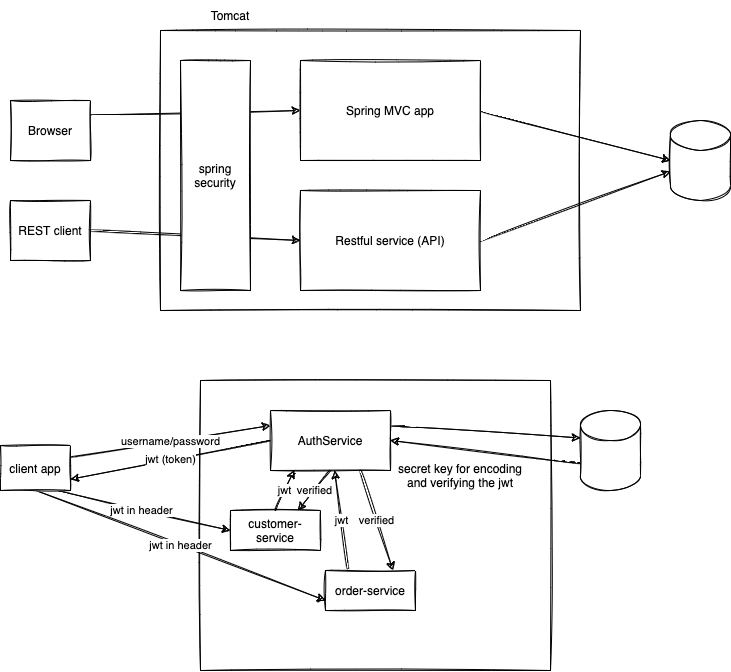 Tomcat
Browser
REST client
spring
security
Spring MVC app
Restful service (API)
client app
username/password
jwt (token)
AuthService
secret key for encoding
and verifying the jwt
jwt verified
jwt in header
customer-
service
jwt verified
jwt in header
order-service